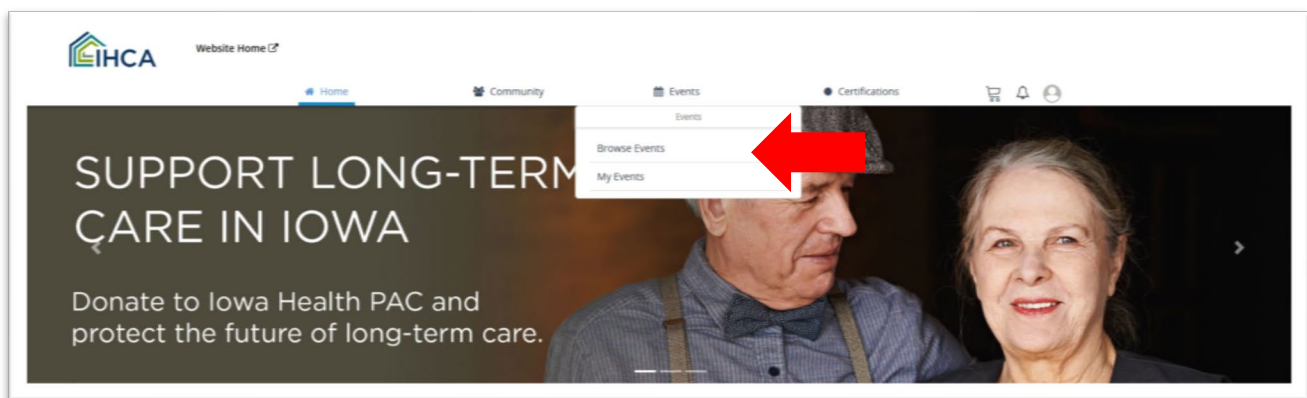 IHCA
Website Home
Home
Community
Events
Certifications
Events
Browse Events
My Events
SUPPORT LONG-TERM
CARE IN IOWA
Donate to Iowa Health PAC and
protect the future of long-term care.